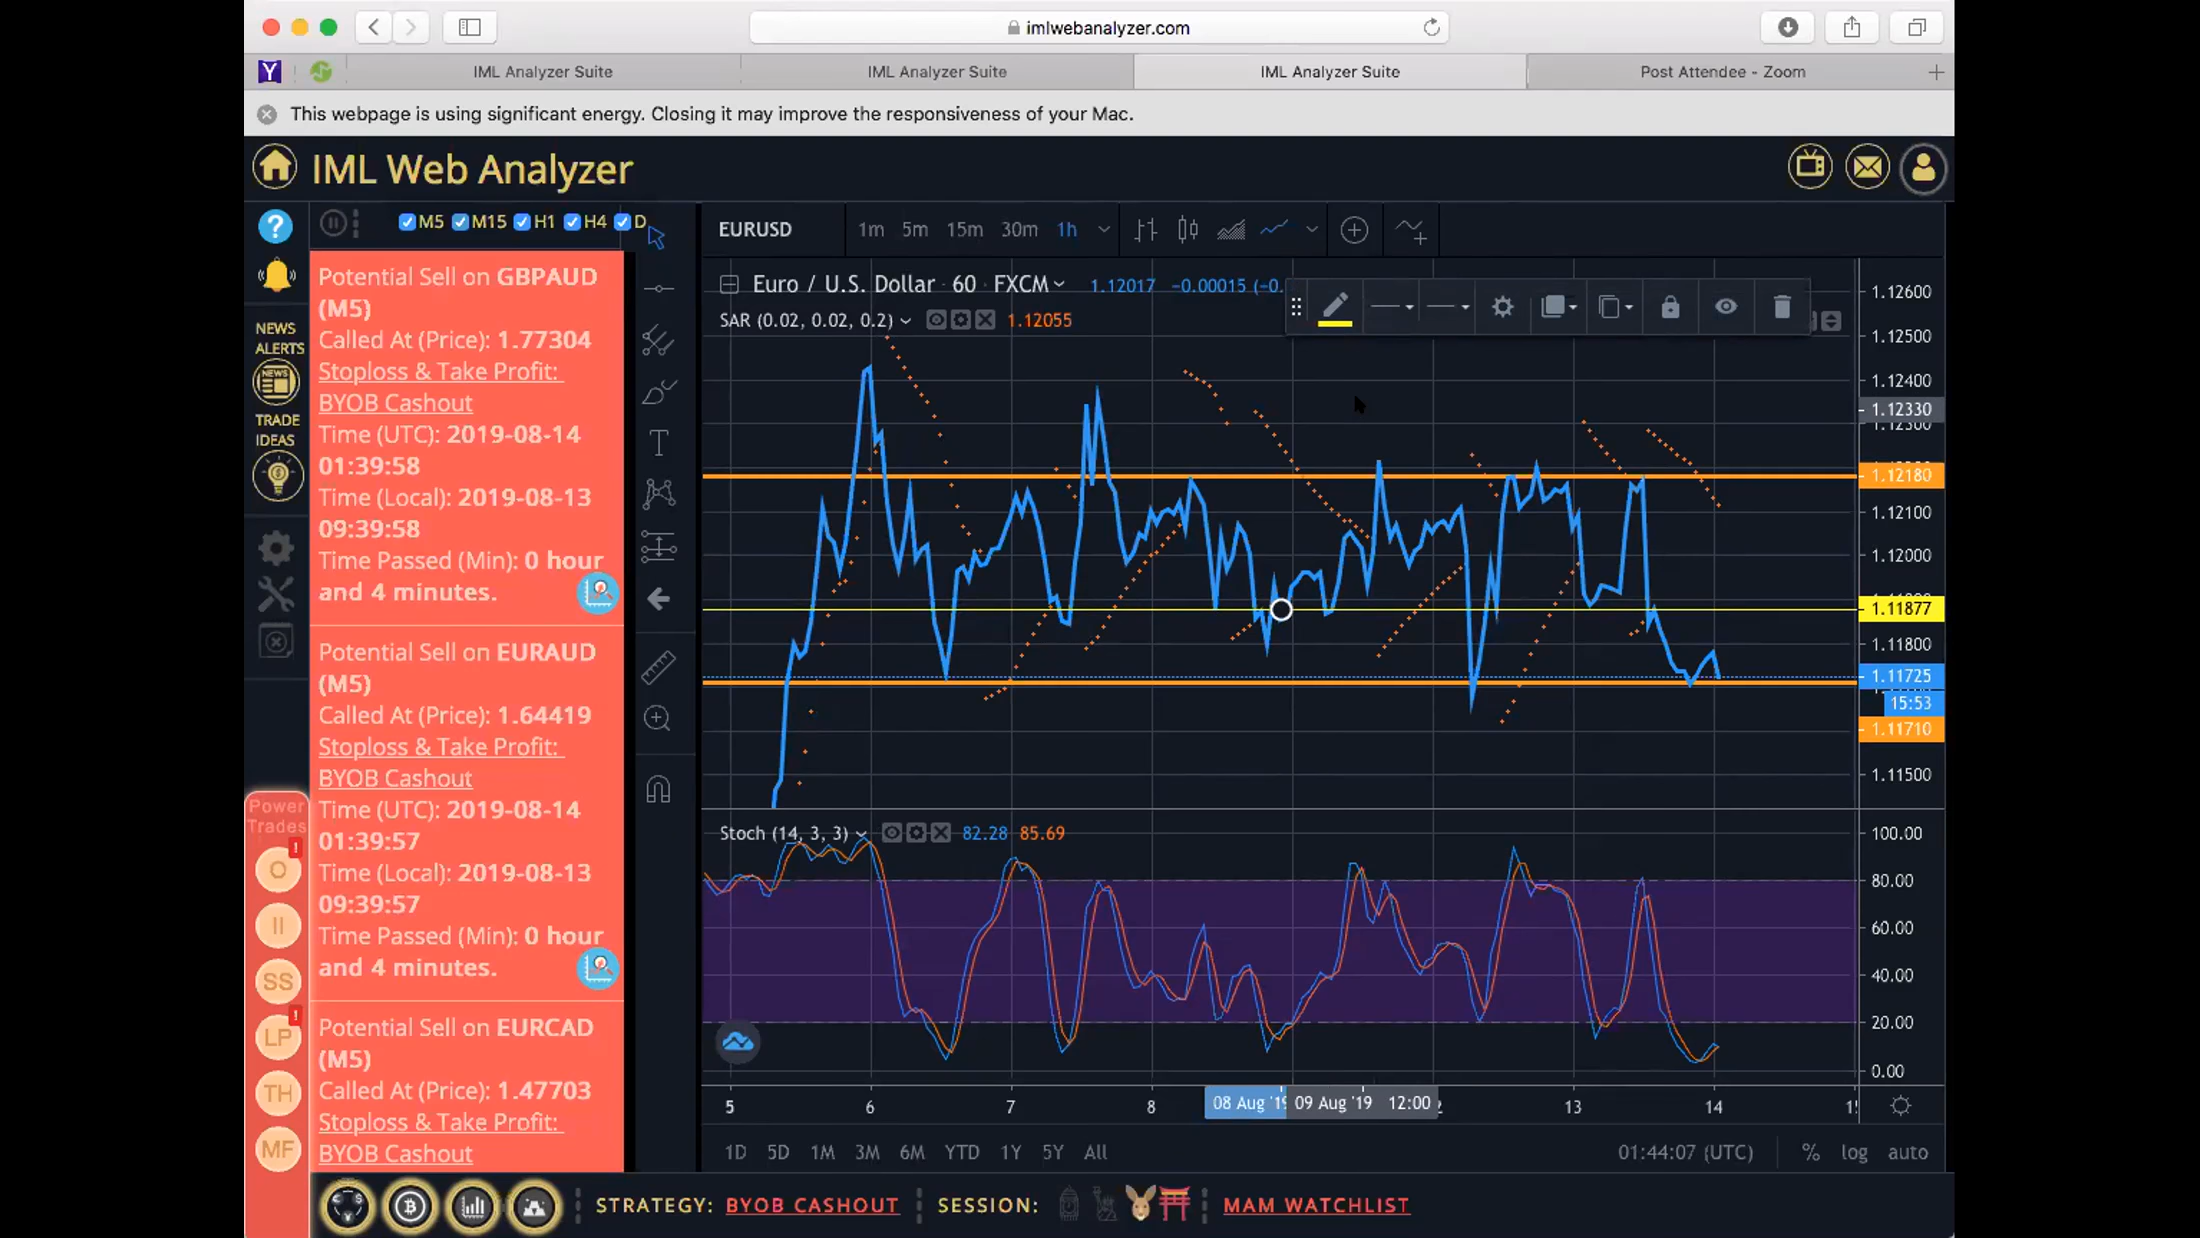 imlwebanalyzer.com
IML Analyzer Suite
IML Analyzer Suite
IML Analyzer Suite
Post Attendee - Zoom
This webpage is using significant energy. Closing it may improve the responsiveness of your Mac.
IML Web Analyzer
M5 M15 H1 H4 D
NEWS
ALERTS
NEWS
TRADE
IDEAS
Power
Trades
O
II
SS
LP
TH
MF
Potential Sell on GBPAUD
(M5)
Called At (Price): 1.77304
Stoploss & Take Profit:
BYOB Cashout
Time (UTC): 2019-08-14
01:39:58
Time (Local): 2019-08-13
09:39:58
Time Passed (Min): 0 hour
and 4 minutes.
Potential Sell on EURAUD
(M5)
Called At (Price): 1.64419
Stoploss & Take Profit:
BYOB Cashout
Time (UTC): 2019-08-14
01:39:57
Time (Local): 2019-08-13
09:39:57
Time Passed (Min): 0 hour
and 4 minutes.
Potential Sell on EURCAD
(M5)
Called At (Price): 1.47703
Stoploss & Take Profit:
BYOB Cashout
EURUSD 1m 5m 15m 30m 1h
Euro / U.S. Dollar · 60 · FXCM 1.12017 −0.00015 (−0.
SAR (0.02, 0.02, 0.2) 1.12055
1.12600
1.12500
1.12400
1.12330
1.12300
1.12180
1.12100
1.12000
1.11877
1.11800
1.11725
15:53
1.11710
1.11500
Stoch (14, 3, 3) 82.28 85.69
100.00
80.00
60.00
40.00
20.00
0.00
5 6 7 8 08 Aug '19 09 Aug '19 12:00 13 14
1D 5D 1M 3M 6M YTD 1Y 5Y All
01:44:07 (UTC) % log auto
STRATEGY: BYOB CASHOUT SESSION: MAM WATCHLIST